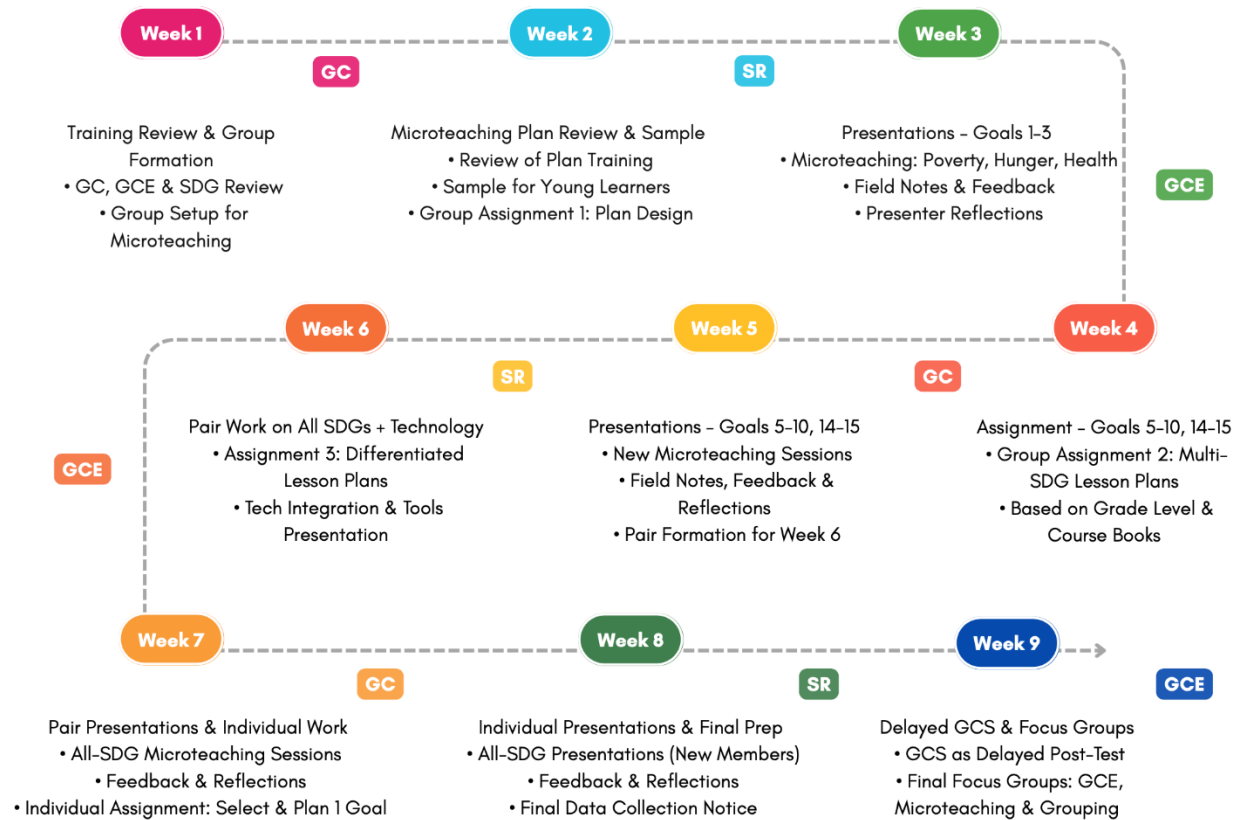 Week 1
GC
Training Review & Group
Formation
• GC, GCE & SDG Review
• Group Setup for
Microteaching
Week 2
SR
Microteaching Plan Review & Sample
• Review of Plan Training
• Sample for Young Learners
• Group Assignment 1: Plan Design
Week 3
GCE
Presentations - Goals 1-3
• Microteaching: Poverty, Hunger, Health
• Field Notes & Feedback
• Presenter Reflections
Week 4
GC
Assignment - Goals 5-10, 14-15
• Group Assignment 2: Multi-
SDG Lesson Plans
• Based on Grade Level &
Course Books
Week 5
SR
Presentations - Goals 5-10, 14-15
• New Microteaching Sessions
• Field Notes, Feedback &
Reflections
• Pair Formation for Week 6
Week 6
GCE
Pair Work on All SDGs + Technology
• Assignment 3: Differentiated
Lesson Plans
• Tech Integration & Tools
Presentation
Week 7
GC
Pair Presentations & Individual Work
• All-SDG Microteaching Sessions
• Feedback & Reflections
• Individual Assignment: Select & Plan 1 Goal
Week 8
SR
Individual Presentations & Final Prep
• All-SDG Presentations (New Members)
• Feedback & Reflections
• Final Data Collection Notice
Week 9
GCE
Delayed GCS & Focus Groups
• GCS as Delayed Post-Test
• Final Focus Groups: GCE,
Microteaching & Grouping